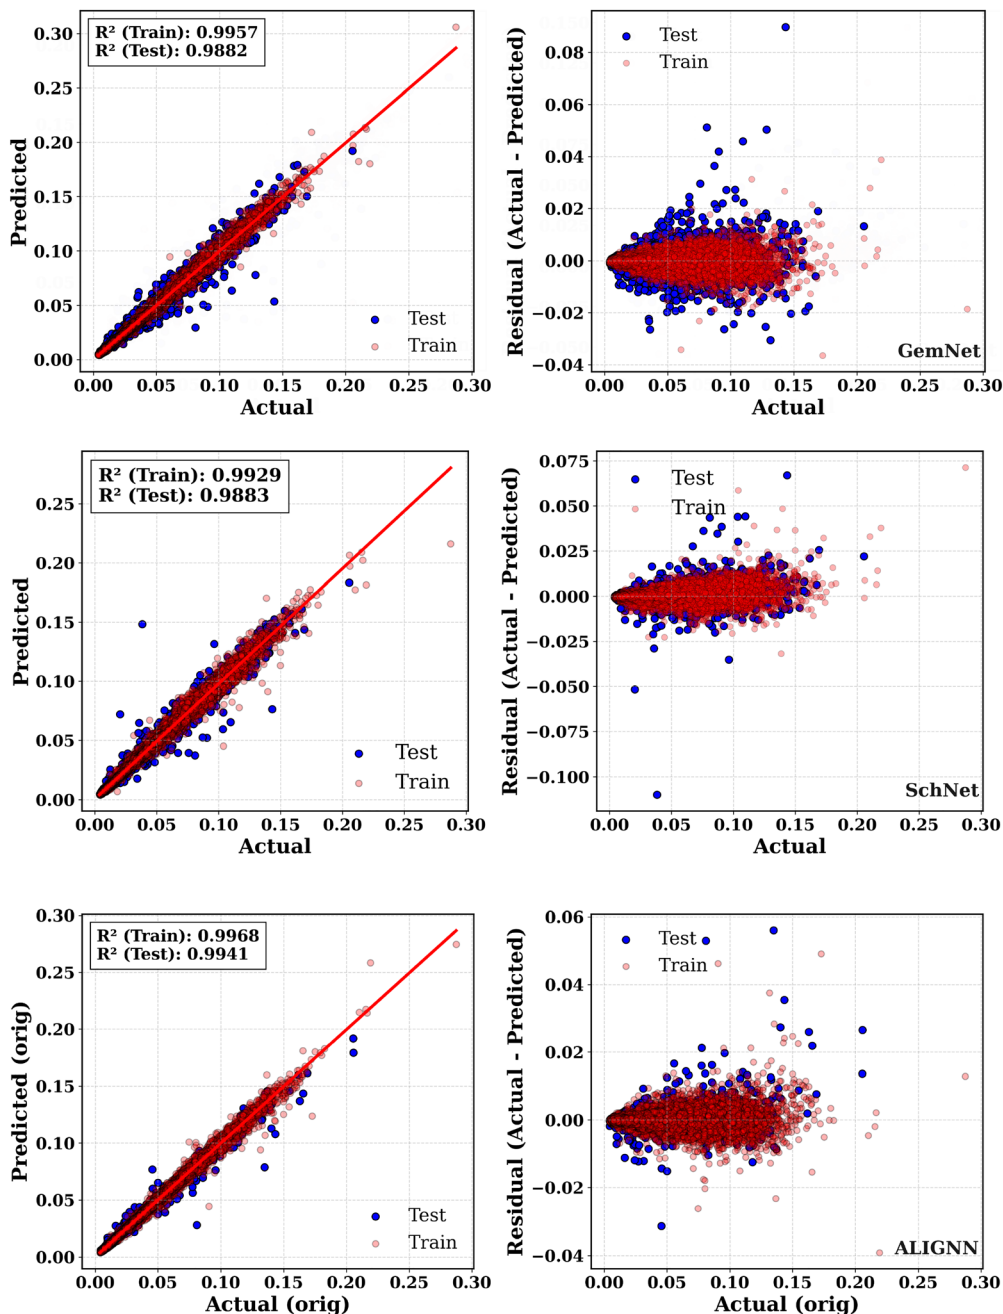 R² (Train): 0.9957
R² (Test): 0.9882
0.30
0.25
0.20
0.15
0.10
0.05
0.00
Predicted
Test
Train
0.00 0.05 0.10 0.15 0.20 0.25 0.30
Actual
Test
Train
0.08
0.06
0.04
0.02
0.00
−0.02
−0.04
Residual (Actual - Predicted)
GemNet
0.00 0.05 0.10 0.15 0.20 0.25 0.30
Actual
R² (Train): 0.9929
R² (Test): 0.9883
0.25
0.20
0.15
0.10
0.05
0.00
Predicted
Test
Train
0.00 0.05 0.10 0.15 0.20 0.25 0.30
Actual
Test
Train
0.075
0.050
0.025
0.000
−0.025
−0.050
−0.075
−0.100
Residual (Actual - Predicted)
SchNet
0.00 0.05 0.10 0.15 0.20 0.25 0.30
Actual
R² (Train): 0.9968
R² (Test): 0.9941
0.30
0.25
0.20
0.15
0.10
0.05
0.00
Predicted (orig)
Test
Train
0.00 0.05 0.10 0.15 0.20 0.25 0.30
Actual (orig)
Test
Train
0.06
0.04
0.02
0.00
−0.02
−0.04
Residual (Actual - Predicted)
ALIGNN
0.00 0.05 0.10 0.15 0.20 0.25 0.30
Actual (orig)